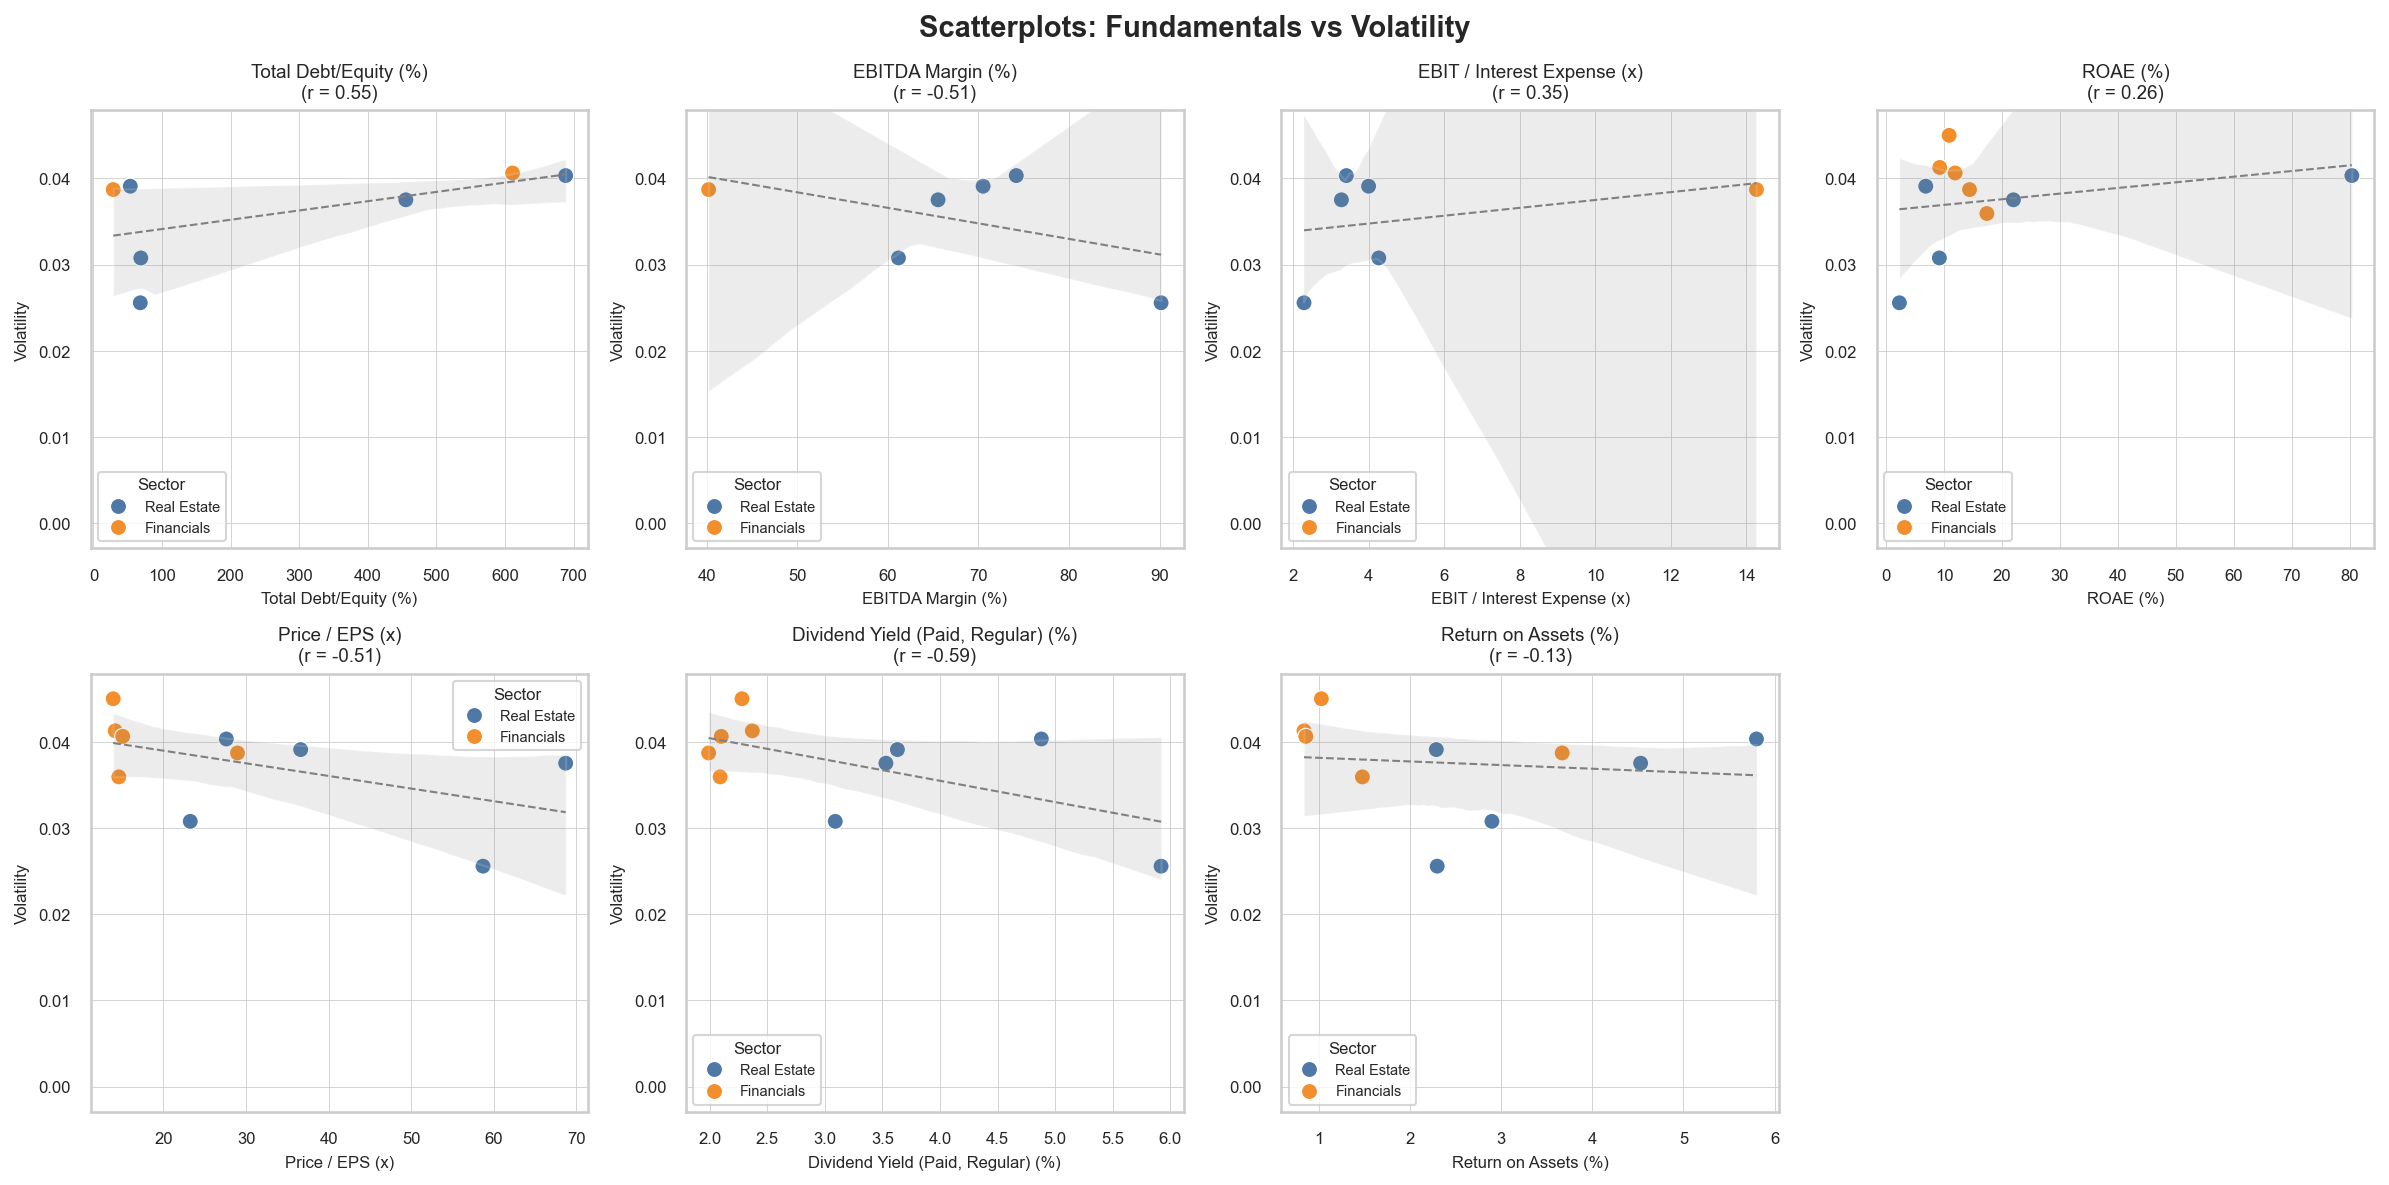 Scatterplots: Fundamentals vs Volatility
Total Debt/Equity (%)
(r = 0.55)
Volatility
0.04
0.03
0.02
0.01
0.00
Sector
Real Estate
Financials
0 100 200 300 400 500 600 700
Total Debt/Equity (%)
EBITDA Margin (%)
(r = -0.51)
Volatility
0.04
0.03
0.02
0.01
0.00
Sector
Real Estate
Financials
40 50 60 70 80 90
EBITDA Margin (%)
EBIT / Interest Expense (x)
(r = 0.35)
Volatility
0.04
0.03
0.02
0.01
0.00
Sector
Real Estate
Financials
2 4 6 8 10 12 14
EBIT / Interest Expense (x)
ROAE (%)
(r = 0.26)
Volatility
0.04
0.03
0.02
0.01
0.00
Sector
Real Estate
Financials
0 10 20 30 40 50 60 70 80
ROAE (%)
Price / EPS (x)
(r = -0.51)
Volatility
0.04
0.03
0.02
0.01
0.00
Sector
Real Estate
Financials
20 30 40 50 60 70
Price / EPS (x)
Dividend Yield (Paid, Regular) (%)
(r = -0.59)
Volatility
0.04
0.03
0.02
0.01
0.00
Sector
Real Estate
Financials
2.0 2.5 3.0 3.5 4.0 4.5 5.0 5.5 6.0
Dividend Yield (Paid, Regular) (%)
Return on Assets (%)
(r = -0.13)
Volatility
0.04
0.03
0.02
0.01
0.00
Sector
Real Estate
Financials
1 2 3 4 5 6
Return on Assets (%)